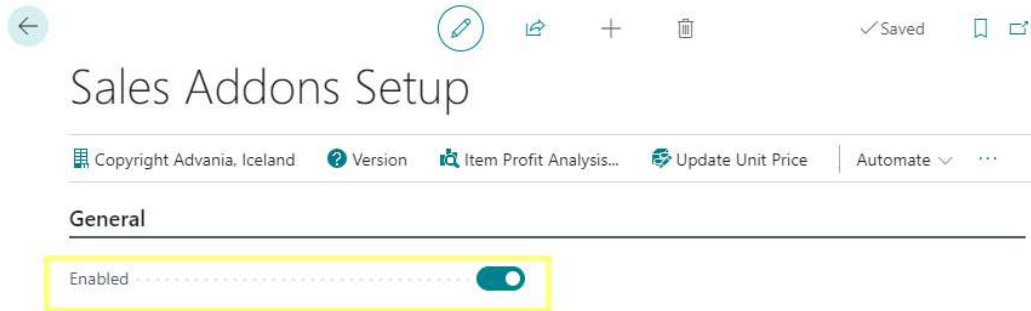 Saved
Sales Addons Setup
Copyright Advania, Iceland Version Item Profit Analysis... Update Unit Price Automate ...
General
Enabled